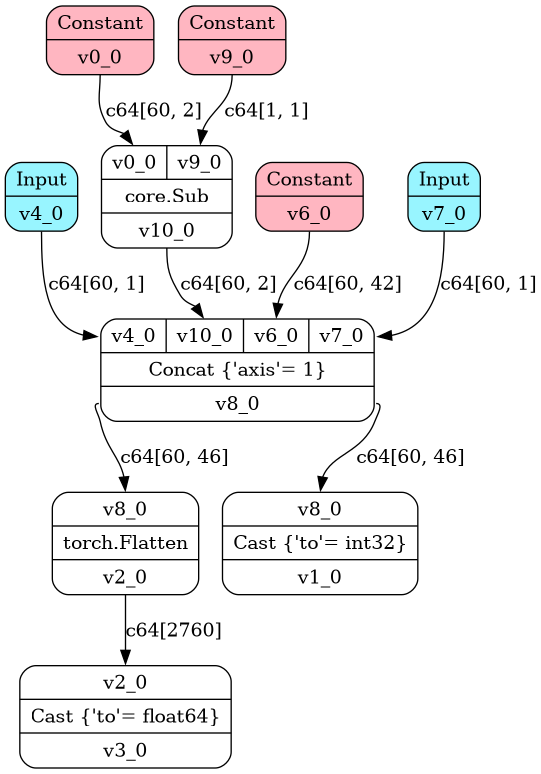 Constant
v0_0
Constant
v9_0
c64[60, 2]
c64[1, 1]
v0_0 v9_0
core.Sub
v10_0
Input
v4_0
Constant
v6_0
Input
v7_0
c64[60, 1]
c64[60, 2]
c64[60, 42]
c64[60, 1]
v4_0 v10_0 v6_0 v7_0
Concat {'axis'= 1}
v8_0
c64[60, 46]
c64[60, 46]
v8_0
torch.Flatten
v2_0
v8_0
Cast {'to'= int32}
v1_0
c64[2760]
v2_0
Cast {'to'= float64}
v3_0